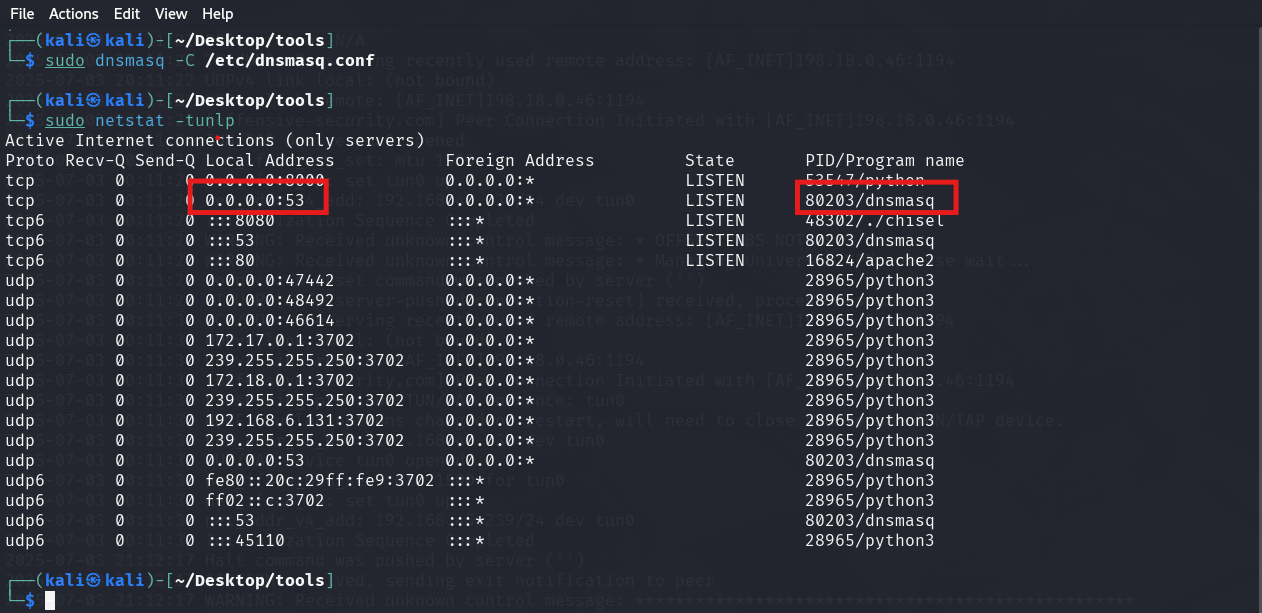 File Actions Edit View Help
┌──(kali㉿kali)-[~/Desktop/tools]
└─$ sudo dnsmasq -C /etc/dnsmasq.conf
┌──(kali㉿kali)-[~/Desktop/tools]
└─$ sudo netstat -tunlp
Active Internet connections (only servers)
Proto Recv-Q Send-Q Local Address Foreign Address State PID/Program name
tcp 0 0 0.0.0.0:8000 0.0.0.0:* LISTEN 53547/python
tcp 0 0 0.0.0.0:53 0.0.0.0:* LISTEN 80203/dnsmasq
tcp6 0 0 :::8080 :::* LISTEN 48302/./chisel
tcp6 0 0 :::53 :::* LISTEN 80203/dnsmasq
tcp6 0 0 :::80 :::* LISTEN 16824/apache2
udp 0 0 0.0.0.0:47442 0.0.0.0:* 28965/python3
udp 0 0 0.0.0.0:48492 0.0.0.0:* 28965/python3
udp 0 0 0.0.0.0:46614 0.0.0.0:* 28965/python3
udp 0 0 172.17.0.1:3702 0.0.0.0:* 28965/python3
udp 0 0 239.255.255.250:3702 0.0.0.0:* 28965/python3
udp 0 0 172.18.0.1:3702 0.0.0.0:* 28965/python3
udp 0 0 239.255.255.250:3702 0.0.0.0:* 28965/python3
udp 0 0 192.168.6.131:3702 0.0.0.0:* 28965/python3
udp 0 0 239.255.255.250:3702 0.0.0.0:* 28965/python3
udp 0 0 0.0.0.0:53 0.0.0.0:* 80203/dnsmasq
udp6 0 0 fe80::20c:29ff:fe9:3702 :::* 28965/python3
udp6 0 0 ff02::c:3702 :::* 28965/python3
udp6 0 0 :::53 :::* 80203/dnsmasq
udp6 0 0 :::45110 :::* 28965/python3
┌──(kali㉿kali)-[~/Desktop/tools]
└─$